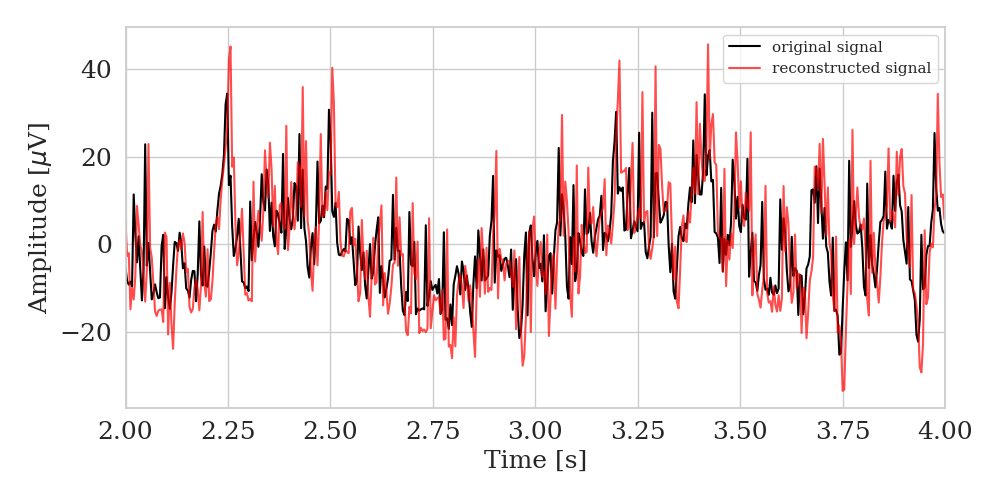 original signal
reconstructed signal
Amplitude [μV]
40
20
0
−20
2.00 2.25 2.50 2.75 3.00 3.25 3.50 3.75 4.00
Time [s]